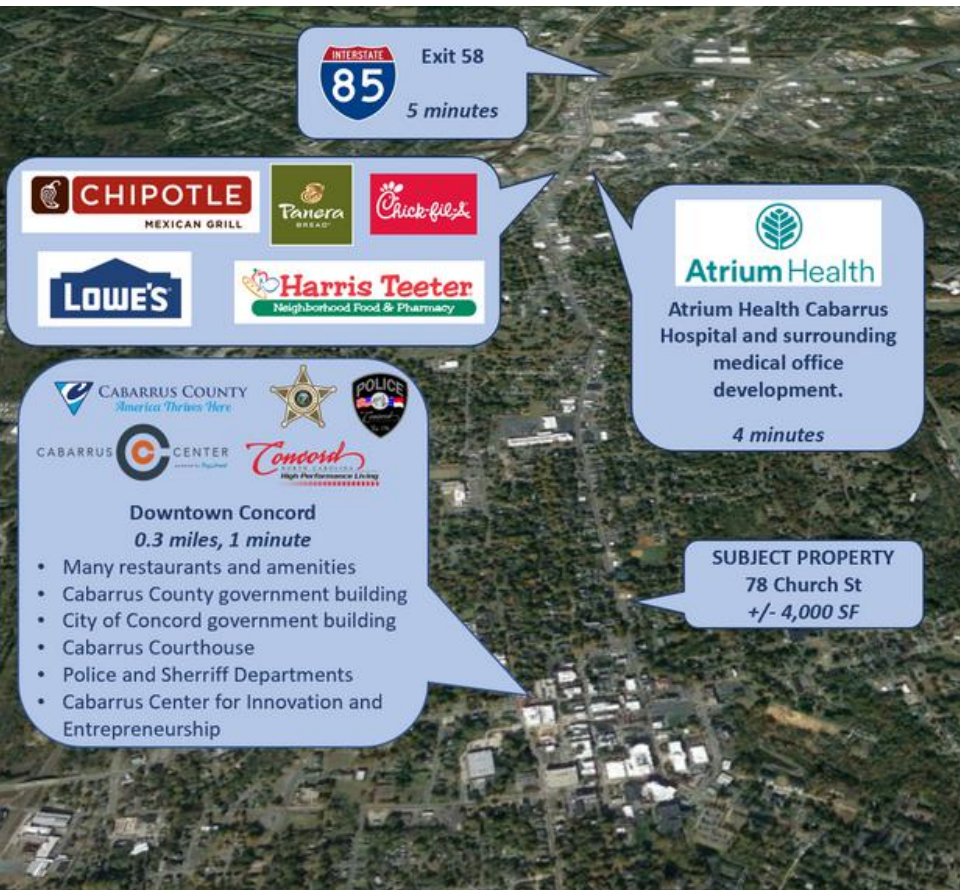 INTERSTATE
85
Exit 58
5 minutes
CHIPOTLE
MEXICAN GRILL
Panera
BREAD
Chick-fil-A
LOWE'S
Harris Teeter
Neighborhood Food & Pharmacy
Atrium Health
Atrium Health Cabarrus
Hospital and surrounding
medical office
development.
4 minutes
CABARRUS COUNTY
America Thrives Here
POLICE
Concord
CABARRUS CENTER
Concord
NORTH CAROLINA
High Performance Living
Downtown Concord
0.3 miles, 1 minute
• Many restaurants and amenities
• Cabarrus County government building
• City of Concord government building
• Cabarrus Courthouse
• Police and Sherriff Departments
• Cabarrus Center for Innovation and
Entrepreneurship
SUBJECT PROPERTY
78 Church St
+/- 4,000 SF